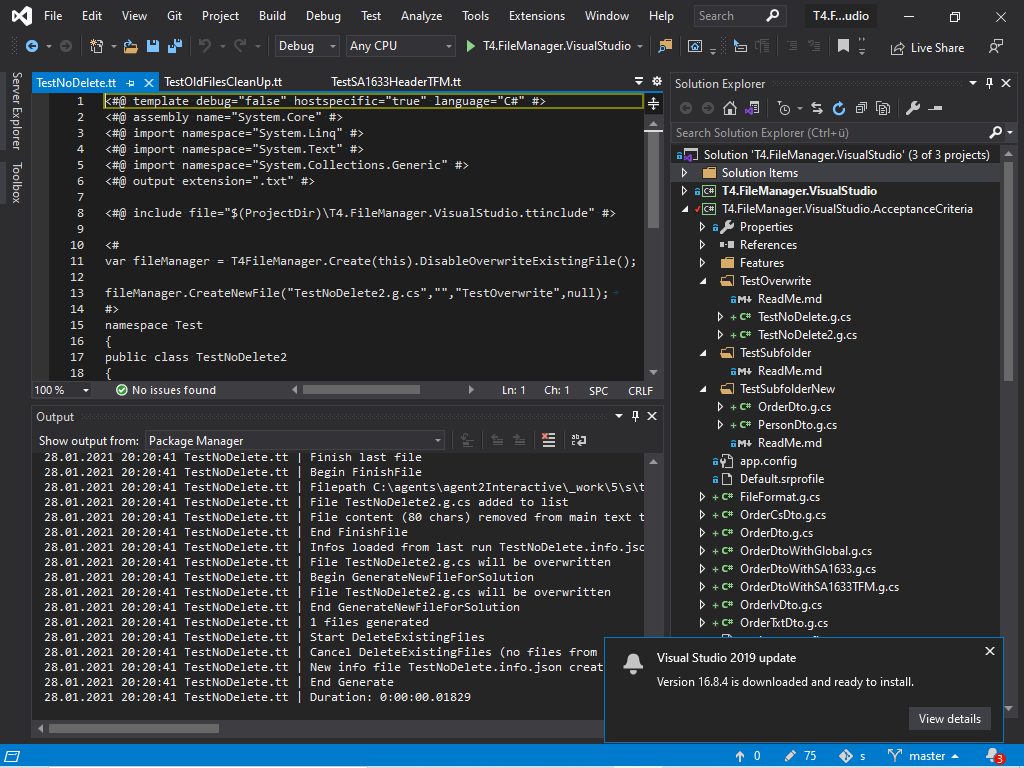 File Edit View Git Project Build Debug Test Analyze Tools Extensions Window Help Search T4.F...udio
Debug Any CPU T4.FileManager.VisualStudio Live Share
Server Explorer
Toolbox
TestNoDelete.tt TestOldFilesCleanUp.tt TestSA1633HeaderTFM.tt
1 <#@ template debug="false" hostspecific="true" language="C#" #>
2 <#@ assembly name="System.Core" #>
3 <#@ import namespace="System.Linq" #>
4 <#@ import namespace="System.Text" #>
5 <#@ import namespace="System.Collections.Generic" #>
6 <#@ output extension=".txt" #>
7
8 <#@ include file="$(ProjectDir)\T4.FileManager.VisualStudio.ttinclude" #>
9
10 <#
11 var fileManager = T4FileManager.Create(this).DisableOverwriteExistingFile();
12
13 fileManager.CreateNewFile("TestNoDelete2.g.cs","","TestOverwrite",null);
14 #>
15 namespace Test
16 {
17 public class TestNoDelete2
18 {
100 % No issues found Ln: 1 Ch: 1 SPC CRLF
Output
Show output from: Package Manager
28.01.2021 20:20:41 TestNoDelete.tt | Finish last file
28.01.2021 20:20:41 TestNoDelete.tt | Begin FinishFile
28.01.2021 20:20:41 TestNoDelete.tt | Filepath C:\agents\agent2Interactive\_work\5\s\t
28.01.2021 20:20:41 TestNoDelete.tt | File TestNoDelete2.g.cs added to list
28.01.2021 20:20:41 TestNoDelete.tt | File content (80 chars) removed from main text t
28.01.2021 20:20:41 TestNoDelete.tt | End FinishFile
28.01.2021 20:20:41 TestNoDelete.tt | Infos loaded from last run TestNoDelete.info.jso
28.01.2021 20:20:41 TestNoDelete.tt | File TestNoDelete2.g.cs will be overwritten
28.01.2021 20:20:41 TestNoDelete.tt | Begin GenerateNewFileForSolution
28.01.2021 20:20:41 TestNoDelete.tt | File TestNoDelete2.g.cs will be overwritten
28.01.2021 20:20:41 TestNoDelete.tt | End GenerateNewFileForSolution
28.01.2021 20:20:41 TestNoDelete.tt | 1 files generated
28.01.2021 20:20:41 TestNoDelete.tt | Start DeleteExistingFiles
28.01.2021 20:20:41 TestNoDelete.tt | Cancel DeleteExistingFiles (no files from
28.01.2021 20:20:41 TestNoDelete.tt | New info file TestNoDelete.info.json creat
28.01.2021 20:20:41 TestNoDelete.tt | End Generate
28.01.2021 20:20:41 TestNoDelete.tt | Duration: 0:00:00.01829
Solution Explorer
Search Solution Explorer (Ctrl+ü)
Solution 'T4.FileManager.VisualStudio' (3 of 3 projects)
Solution Items
C# T4.FileManager.VisualStudio
C# T4.FileManager.VisualStudio.AcceptanceCriteria
Properties
References
Features
TestOverwrite
M ReadMe.md
+ C# TestNoDelete.g.cs
+ C# TestNoDelete2.g.cs
TestSubfolder
M ReadMe.md
TestSubfolderNew
+ C# OrderDto.g.cs
+ C# PersonDto.g.cs
M ReadMe.md
app.config
Default.srprofile
+ C# FileFormat.g.cs
+ C# OrderCsDto.g.cs
+ C# OrderDto.g.cs
+ C# OrderDtoWithGlobal.g.cs
+ C# OrderDtoWithSA1633.g.cs
+ C# OrderDtoWithSA1633TFM.g.cs
+ C# OrderIvDto.g.cs
+ C# OrderTxtDto.g.cs
Visual Studio 2019 update
Version 16.8.4 is downloaded and ready to install.
View details
0 75 s master 3